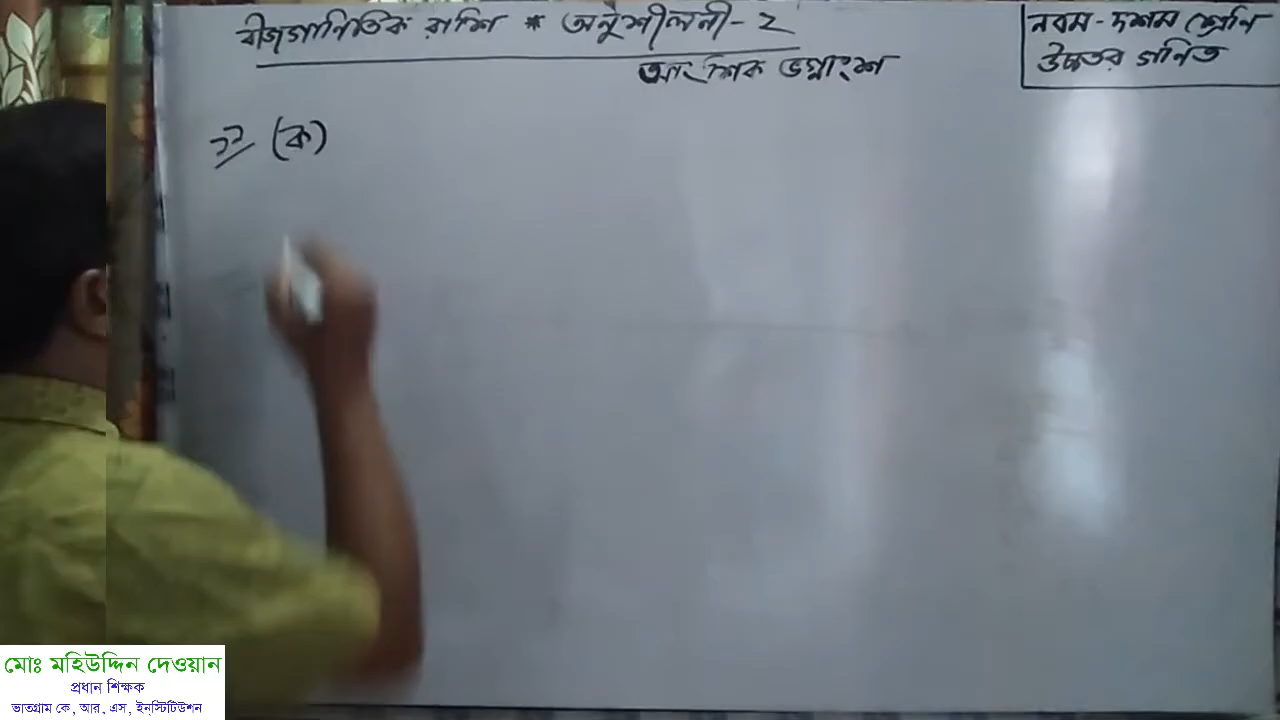 বীজগাণিতিক রাশি * অনুশীলনী - ২
নবম - দশম শ্রেণি
উচ্চতর গণিত
আংশিক ভগ্নাংশ
১১ (ক)
মোঃ মহিউদ্দিন দেওয়ান
প্রধান শিক্ষক
ভাতগ্রাম কে, আর, এস, ইনস্টিটিউশন